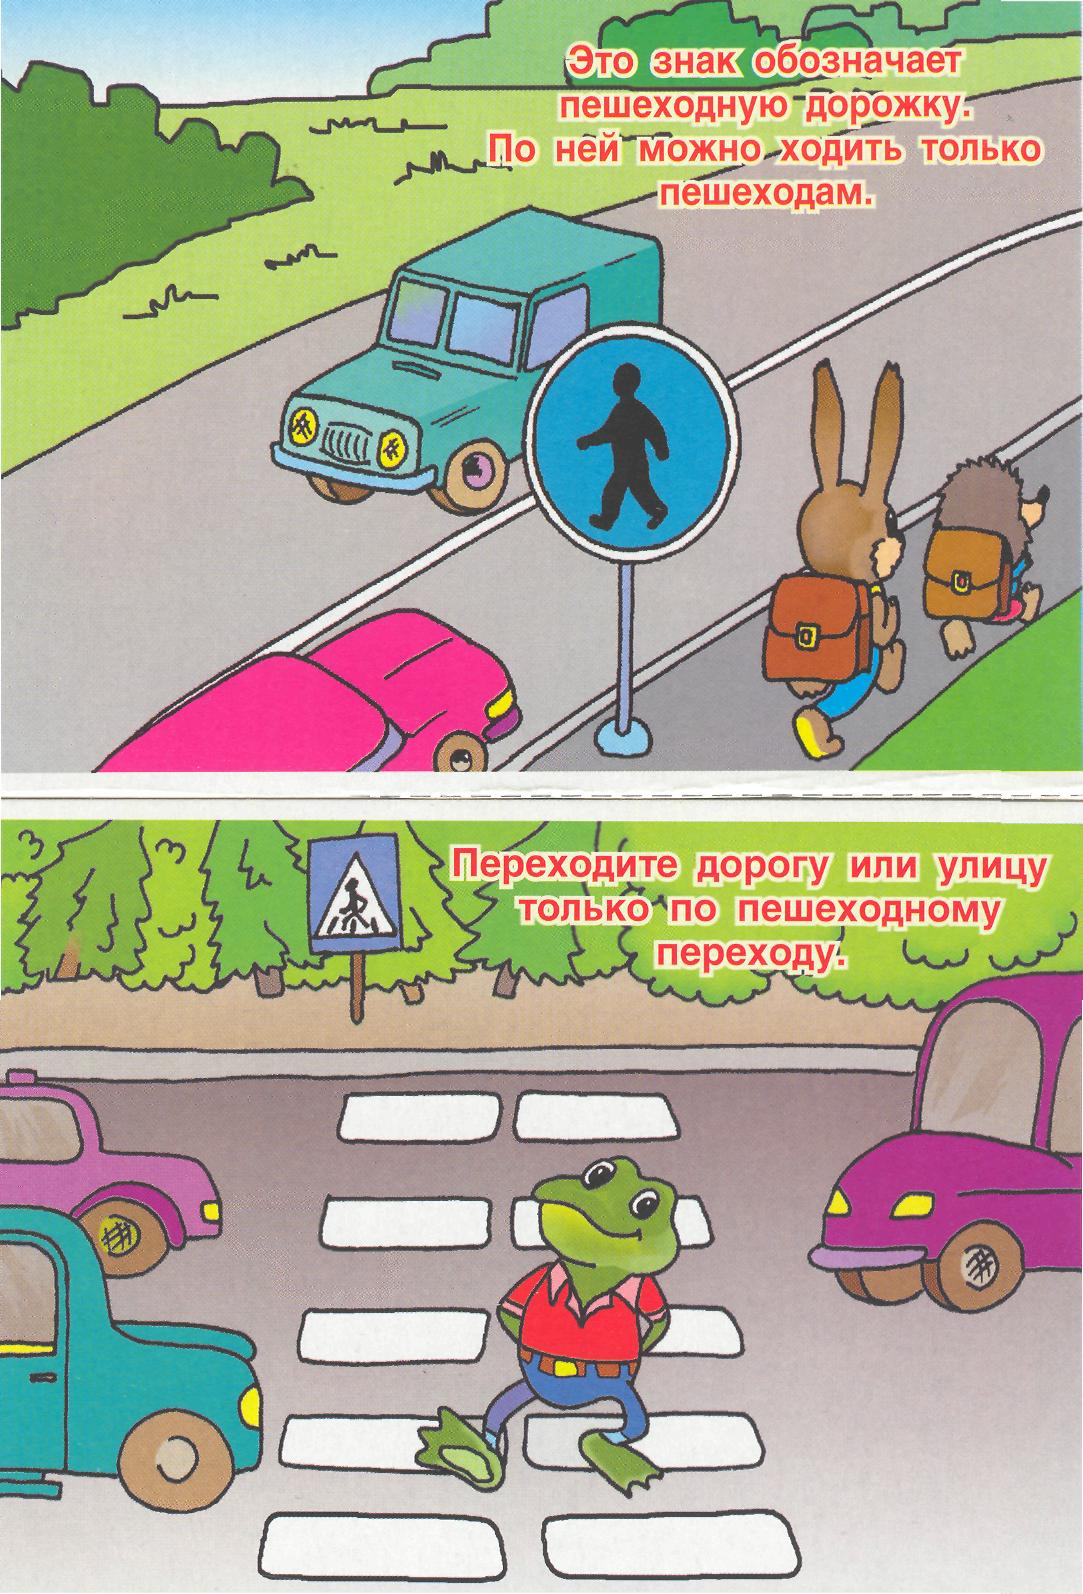 Это знак обозначает
пешеходную дорожку.
По ней можно ходить только
пешеходам.
Переходите дорогу или улицу
только по пешеходному
переходу.